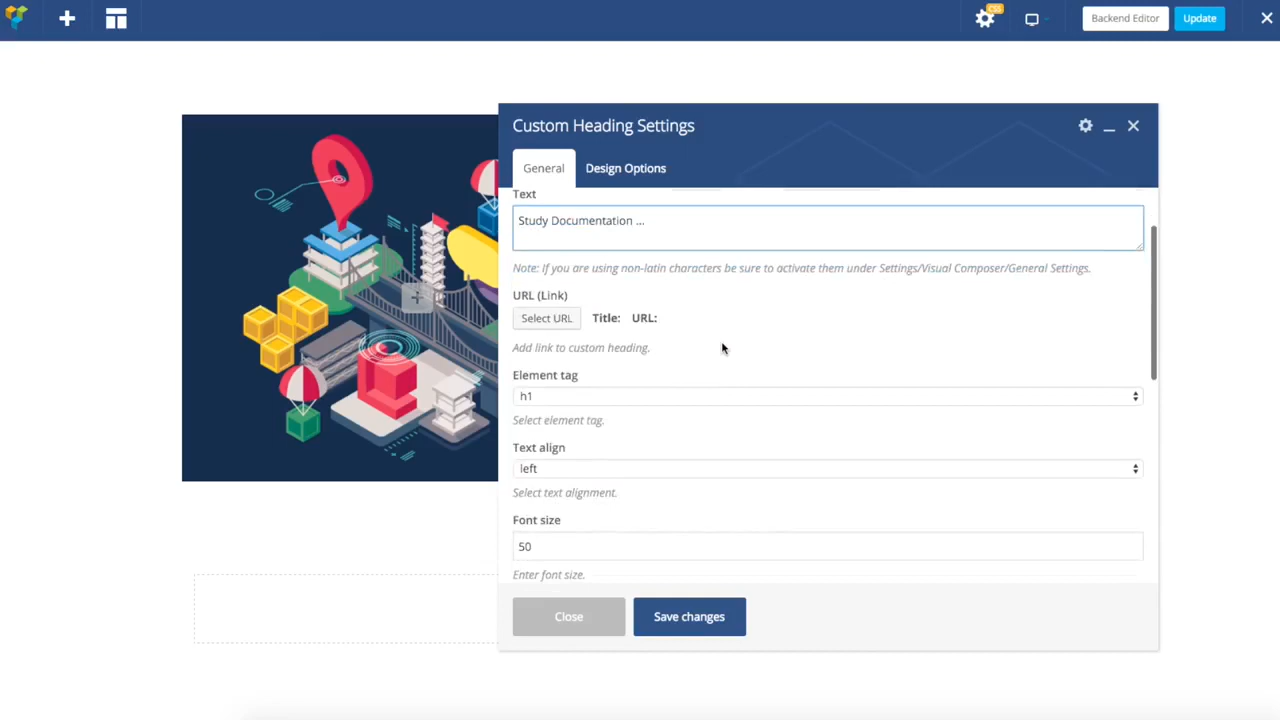 CSS
Backend Editor
Update
Custom Heading Settings
General
Design Options
Text
Study Documentation ...
Note: If you are using non-latin characters be sure to activate them under Settings/Visual Composer/General Settings.
URL (Link)
Select URL Title: URL:
Add link to custom heading.
Element tag
h1
Select element tag.
Text align
left
Select text alignment.
Font size
50
Enter font size.
Close
Save changes